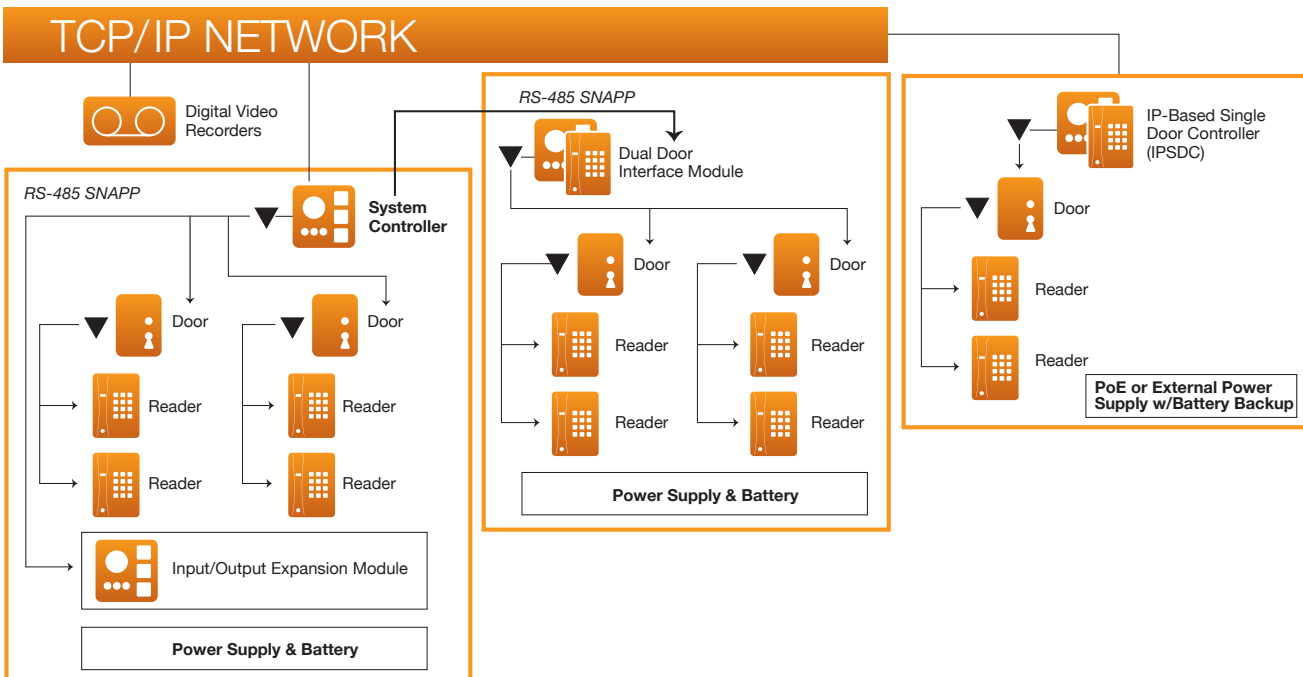 TCP/IP NETWORK
Digital Video
Recorders
RS-485 SNAPP
System
Controller
Door
Door
Reader
Reader
Reader
Reader
Input/Output Expansion Module
Power Supply & Battery
RS-485 SNAPP
Dual Door
Interface Module
Door
Door
Reader
Reader
Reader
Reader
Power Supply & Battery
IP-Based Single
Door Controller
(IPSDC)
Door
Reader
Reader
PoE or External Power
Supply w/Battery Backup